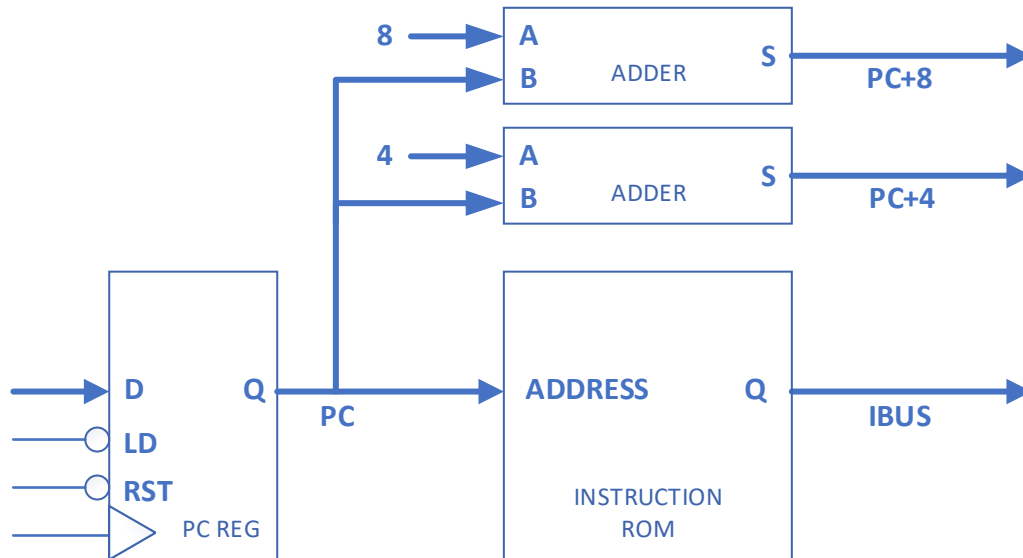 8
A
B
ADDER
S
PC+8
4
A
B
ADDER
S
PC+4
D
Q
LD
RST
PC REG
PC
ADDRESS
Q
INSTRUCTION
ROM
IBUS